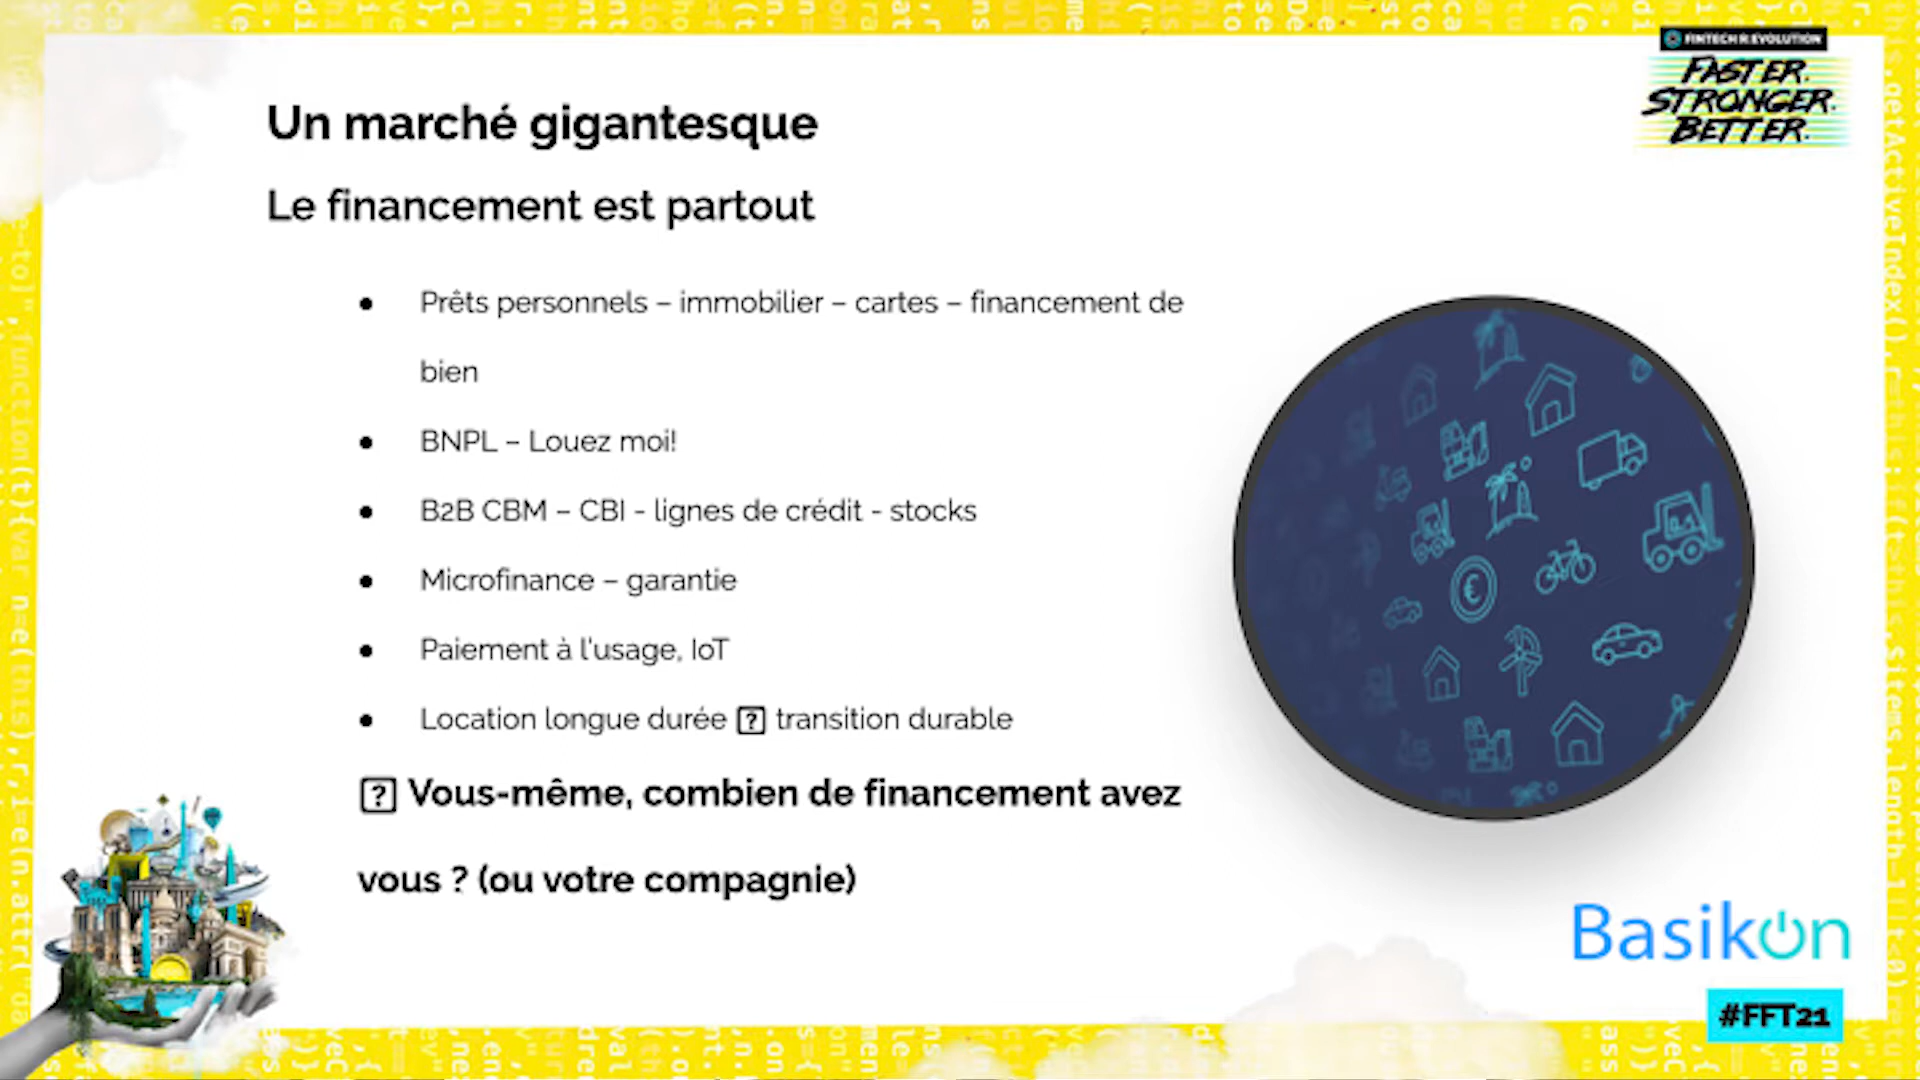 FINTECH R.EVOLUTION
FASTER.
STRONGER.
BETTER.
Un marché gigantesque
Le financement est partout
● Prêts personnels – immobilier – cartes – financement de
bien
● BNPL – Louez moi!
● B2B CBM – CBI - lignes de crédit - stocks
● Microfinance – garantie
● Paiement à l'usage, IoT
● Location longue durée ⍰ transition durable
⍰ Vous-même, combien de financement avez
vous ? (ou votre compagnie)
Basikon
#FFT21